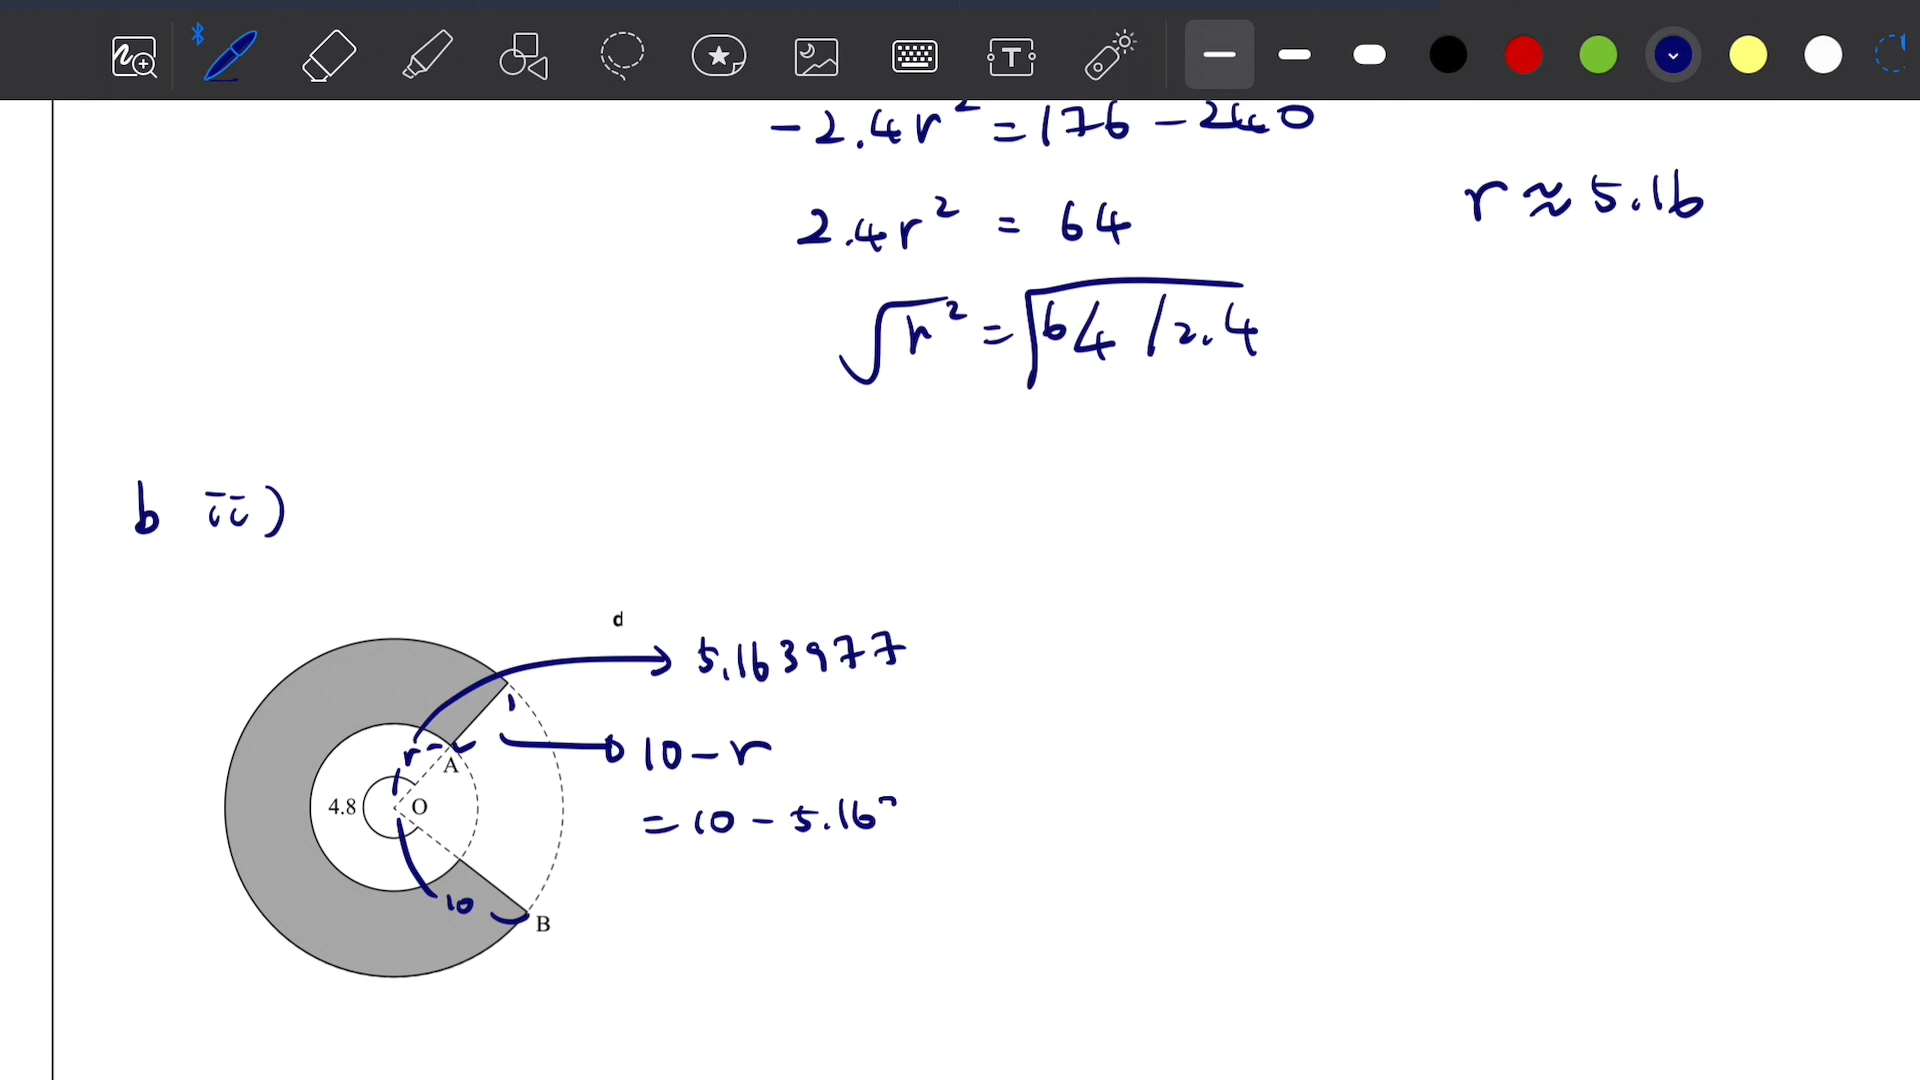 -2.4r² = 176 - 240
2.4r² = 64
r ≈ 5.16
√r² = √64/2.4
b ii)
d
5.163977
r
A
10 - r
4.8
O
= 10 - 5.16
10
B
T